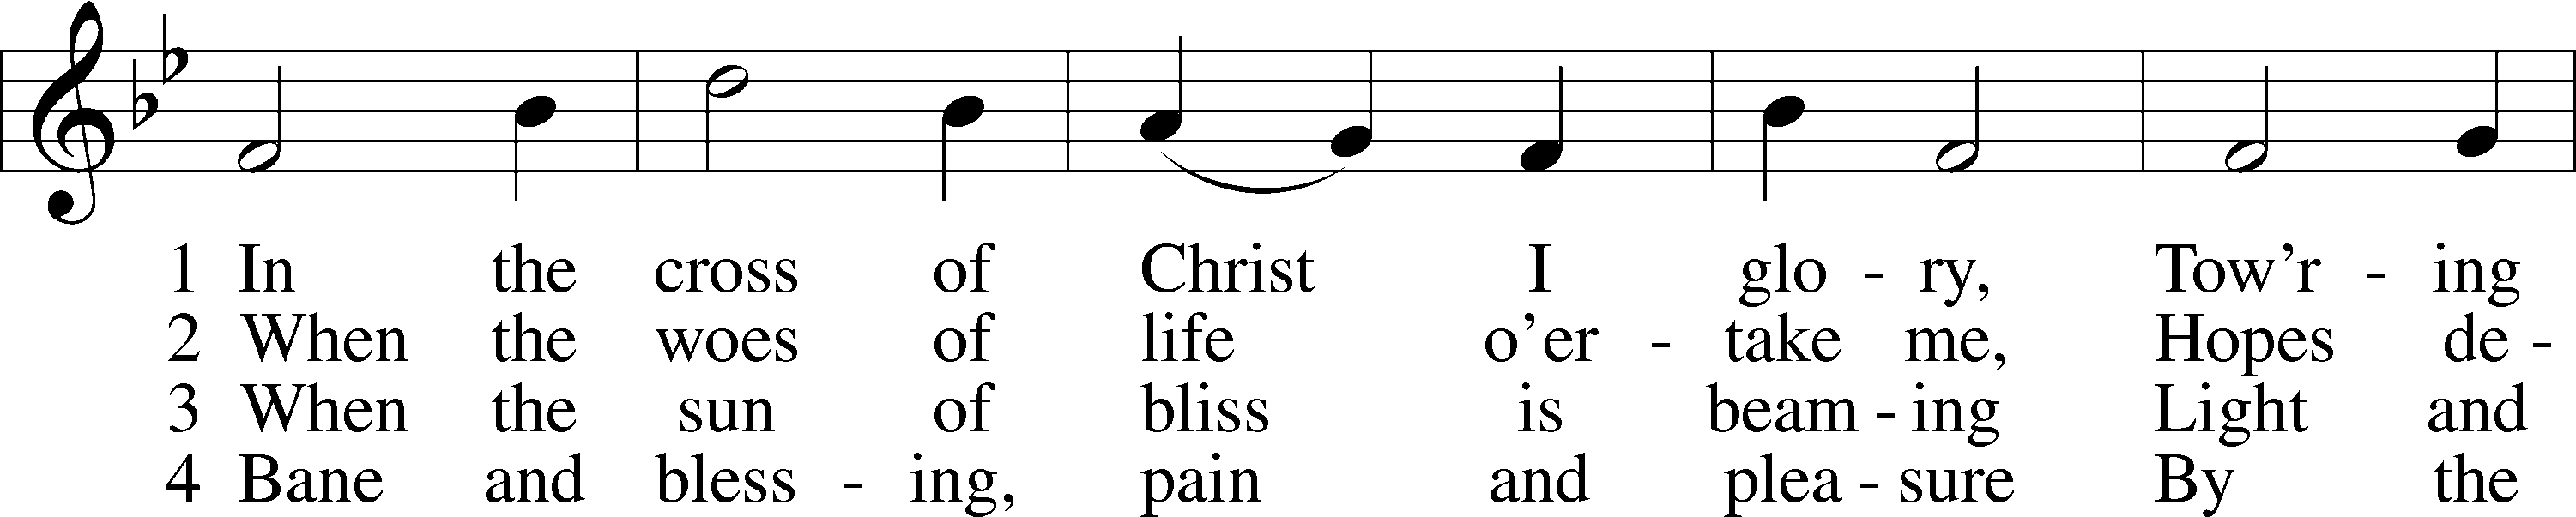 1 In the cross of Christ I glo - ry, Tow'r - ing
2 When the woes of life o'er - take me, Hopes de -
3 When the sun of bliss is beam - ing Light and
4 Bane and bless - ing, pain and plea - sure By the